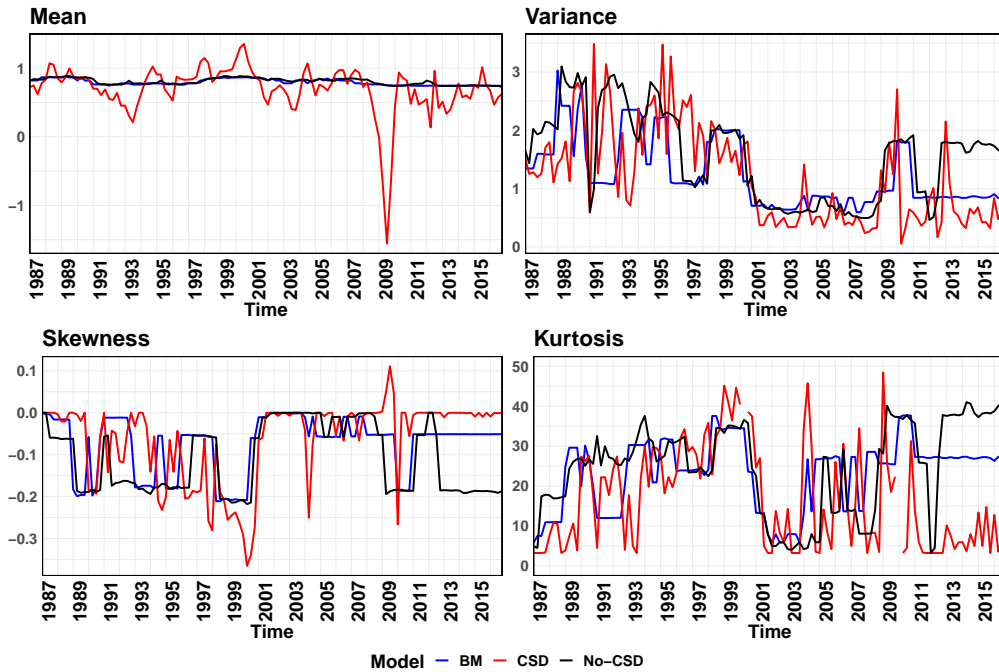 Mean
1
0
−1
1987 1989 1991 1993 1995 1997 1999 2001 2003 2005 2007 2009 2011 2013 2015
Time
Variance
3
2
1
0
1987 1989 1991 1993 1995 1997 1999 2001 2003 2005 2007 2009 2011 2013 2015
Time
Skewness
0.1
0.0
−0.1
−0.2
−0.3
1987 1989 1991 1993 1995 1997 1999 2001 2003 2005 2007 2009 2011 2013 2015
Time
Kurtosis
50
40
30
20
10
0
1987 1989 1991 1993 1995 1997 1999 2001 2003 2005 2007 2009 2011 2013 2015
Time
Model BM CSD No−CSD